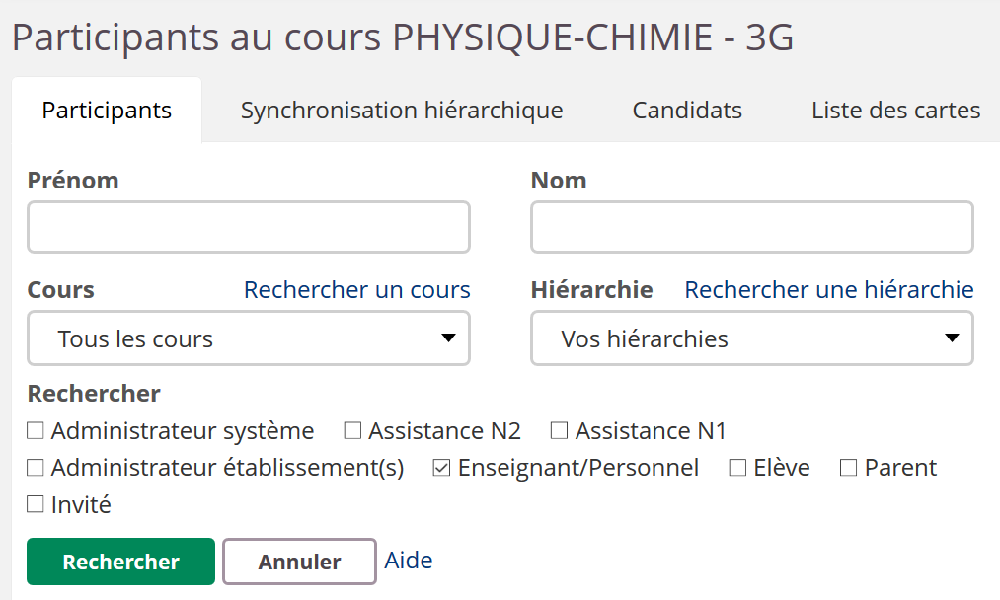 Participants au cours PHYSIQUE-CHIMIE - 3G
Participants Synchronisation hiérarchique Candidats Liste des cartes
Prénom Nom
Cours Rechercher un cours Hiérarchie Rechercher une hiérarchie
Tous les cours Vos hiérarchies
Rechercher
Administrateur système Assistance N2 Assistance N1
Administrateur établissement(s) Enseignant/Personnel Elève Parent
Invité
Rechercher Annuler Aide